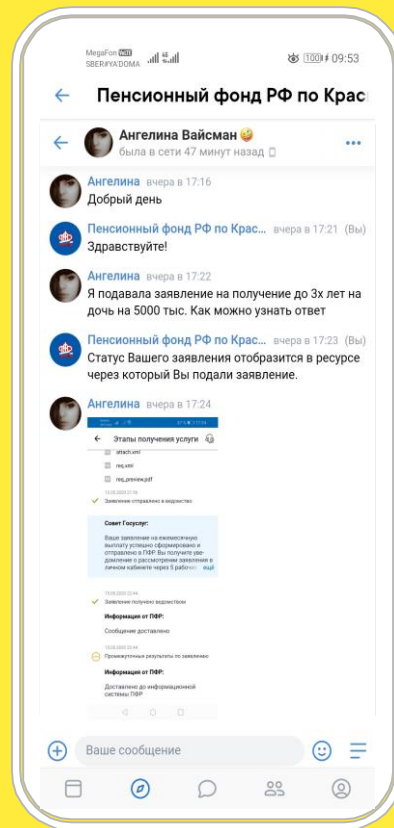 MegaFon VoLTE
SBER#YA'DOMA
100 09:53
Пенсионный фонд РФ по Крас
Ангелина Вайсман
была в сети 47 минут назад
Ангелина вчера в 17:16
Добрый день
Пенсионный фонд РФ по Крас... вчера в 17:21 (Вы)
Здравствуйте!
Ангелина вчера в 17:22
Я подавала заявление на получение до 3х лет на
дочь на 5000 тыс. Как можно узнать ответ
Пенсионный фонд РФ по Крас... вчера в 17:23 (Вы)
Статус Вашего заявления отобразится в ресурсе
через который Вы подали заявление.
Ангелина вчера в 17:24
Этапы получения услуги
attach.xml
req.xml
req_preview.pdf
Заявление отправлено в ведомство
Совет Госуслуг:
Ваше заявление на ежемесячную
выплату успешно сформировано и
отправлено в ПФР. Вы получите уве-
домление о рассмотрении заявления в
личном кабинете через 5 рабочих ещё
Заявление получено ведомством
Информация от ПФР:
Сообщение доставлено
Промежуточные результаты по заявлению
Информация от ПФР:
Доставлено до информационной
системы ПФР
Ваше сообщение